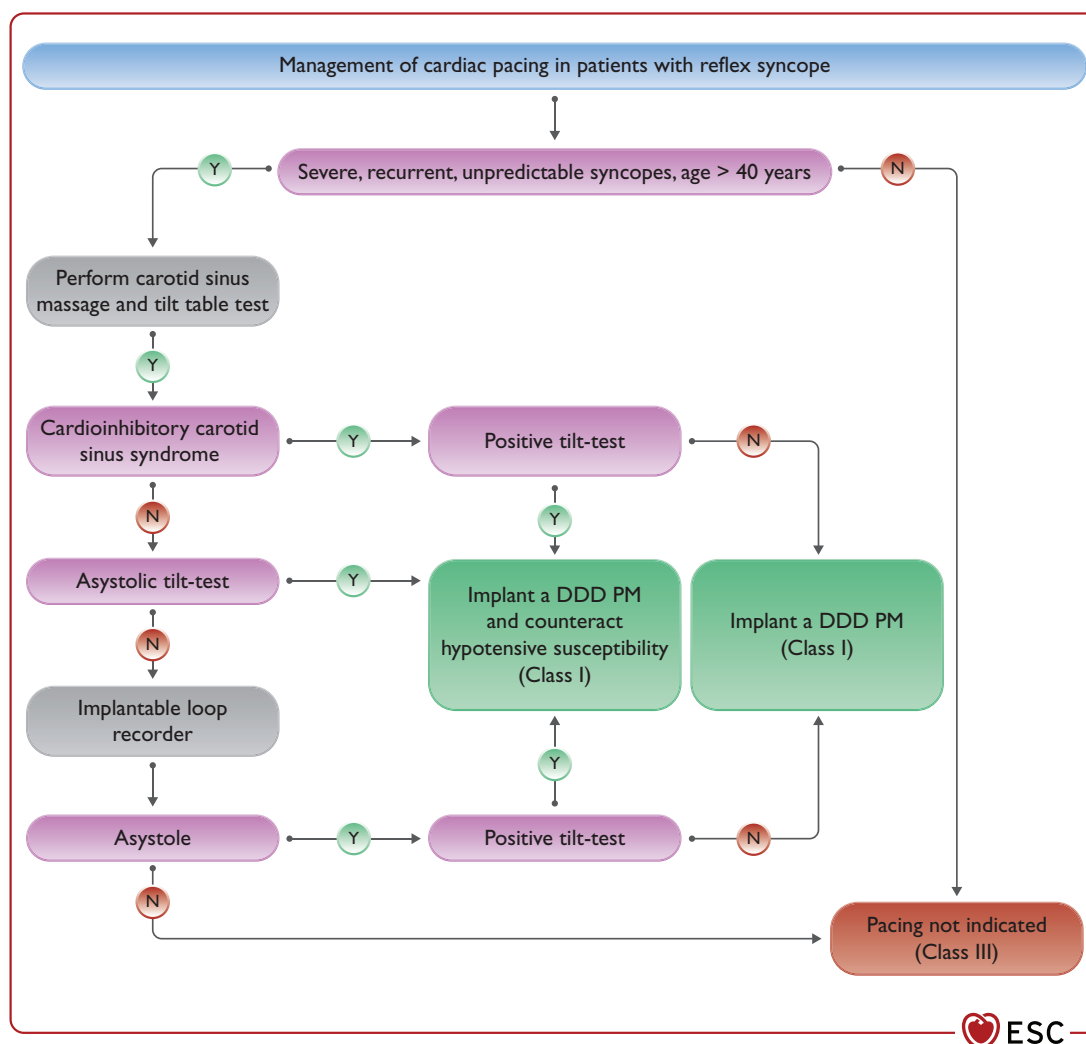 Management of cardiac pacing in patients with reflex syncope
Y
Severe, recurrent, unpredictable syncopes, age > 40 years
N
Perform carotid sinus
massage and tilt table test
Y
Cardioinhibitory carotid
sinus syndrome
Y
Positive tilt-test
N
N
Y
Asystolic tilt-test
Y
Implant a DDD PM
and counteract
hypotensive susceptibility
(Class I)
Implant a DDD PM
(Class I)
N
Implantable loop
recorder
Y
Asystole
Y
Positive tilt-test
N
N
Pacing not indicated
(Class III)
ESC